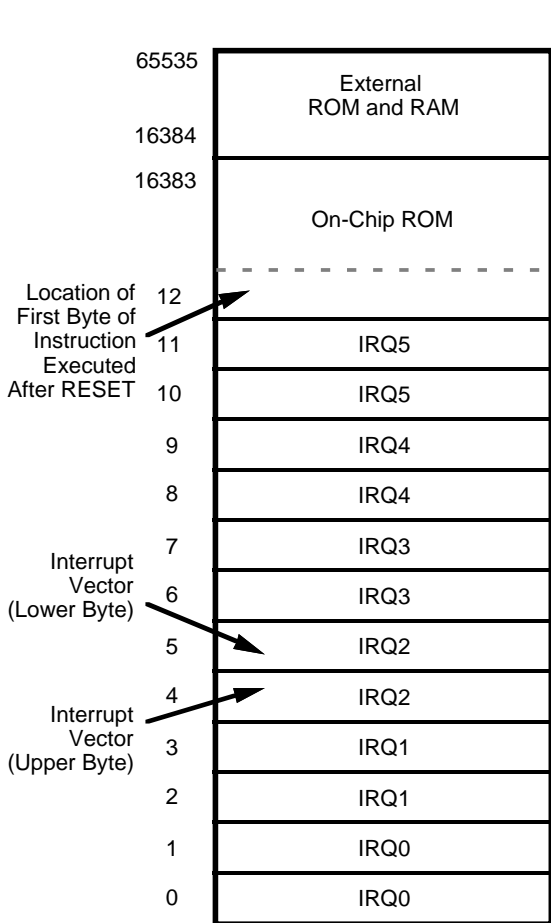 65535
External
ROM and RAM
16384
16383
On-Chip ROM
Location of
First Byte of
Instruction
Executed
After RESET
12
11 IRQ5
10 IRQ5
9 IRQ4
8 IRQ4
7 IRQ3
Interrupt
Vector
(Lower Byte)
6 IRQ3
5 IRQ2
4 IRQ2
Interrupt
Vector
(Upper Byte)
3 IRQ1
2 IRQ1
1 IRQ0
0 IRQ0